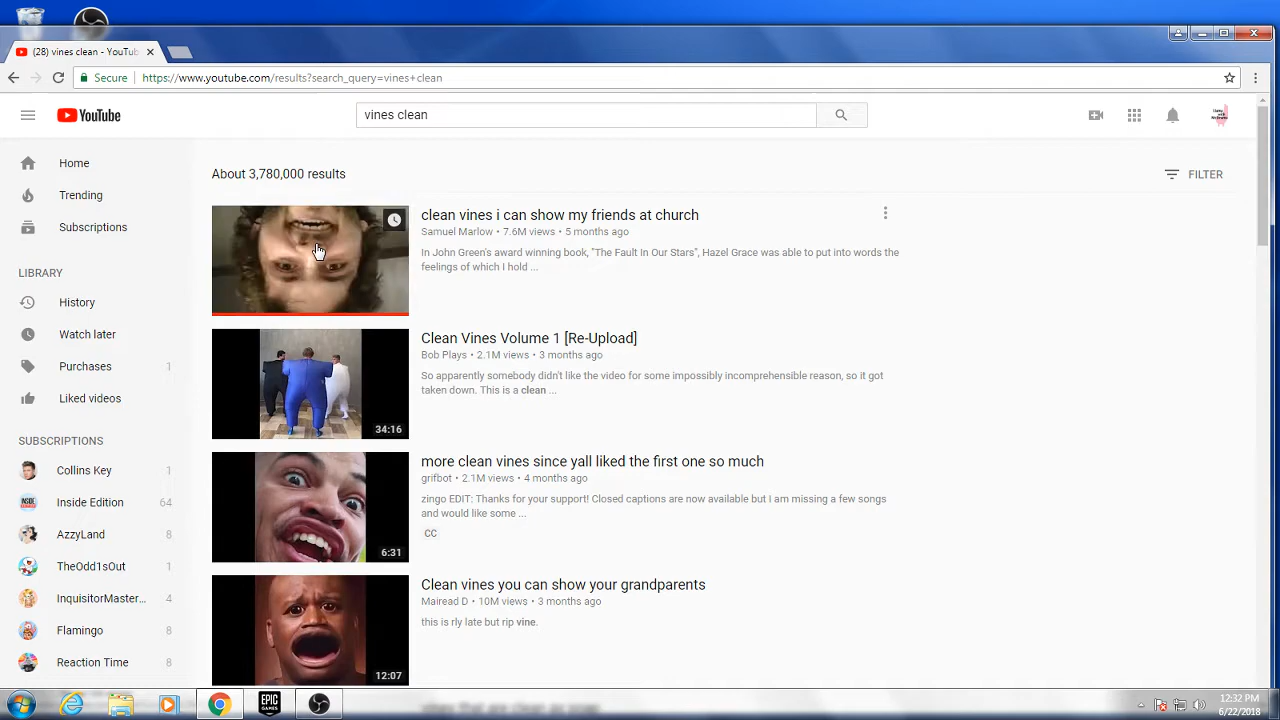 (28) vines clean - YouTub
Secure
https://www.youtube.com/results?search_query=vines+clean
YouTube
vines clean
Home
Trending
Subscriptions
LIBRARY
History
Watch later
Purchases 1
Liked videos
SUBSCRIPTIONS
Collins Key 1
Inside Edition 64
AzzyLand 8
TheOdd1sOut 1
InquisitorMaster... 4
Flamingo 8
Reaction Time 8
About 3,780,000 results
FILTER
clean vines i can show my friends at church
Samuel Marlow • 7.6M views • 5 months ago
In John Green's award winning book, "The Fault In Our Stars", Hazel Grace was able to put into words the
feelings of which I hold ...
34:16
Clean Vines Volume 1 [Re-Upload]
Bob Plays • 2.1M views • 3 months ago
So apparently somebody didn't like the video for some impossibly incomprehensible reason, so it got
taken down. This is a clean ...
6:31
more clean vines since yall liked the first one so much
grifbot • 2.1M views • 4 months ago
zingo EDIT: Thanks for your support! Closed captions are now available but I am missing a few songs
and would like some ...
CC
12:07
Clean vines you can show your grandparents
Mairead D • 10M views • 3 months ago
this is rly late but rip vine.
EPIC
GAMES
12:32 PM
6/22/2018